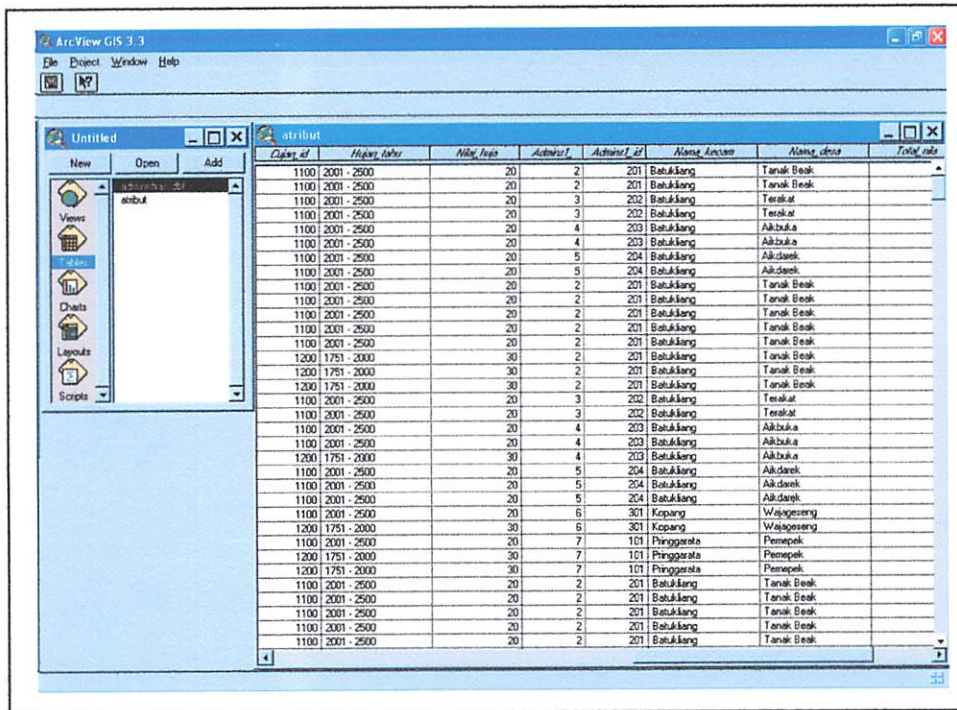 ArcView GIS 3.3
File Project Window Help
Untitled
New Open Add
atribut
Views
Tables
Charts
Layouts
Scripts
atribut
Hujan_tahu Nilai_huja Admins1_ Admins1_id Nama_kecam Nama_desa Total_nila
1100 2001 - 2500 20 2 201 Batukliang Tanak Beak
1100 2001 - 2500 20 2 201 Batukliang Tanak Beak
1100 2001 - 2500 20 3 202 Batukliang Terakat
1100 2001 - 2500 20 3 202 Batukliang Terakat
1100 2001 - 2500 20 4 203 Batukliang Aikbuka
1100 2001 - 2500 20 4 203 Batukliang Aikbuka
1100 2001 - 2500 20 5 204 Batukliang Aikdarek
1100 2001 - 2500 20 5 204 Batukliang Aikdarek
1100 2001 - 2500 20 2 201 Batukliang Tanak Beak
1100 2001 - 2500 20 2 201 Batukliang Tanak Beak
1100 2001 - 2500 20 2 201 Batukliang Tanak Beak
1100 2001 - 2500 20 2 201 Batukliang Tanak Beak
1100 2001 - 2500 20 2 201 Batukliang Tanak Beak
1200 1751 - 2000 30 2 201 Batukliang Tanak Beak
1200 1751 - 2000 30 2 201 Batukliang Tanak Beak
1200 1751 - 2000 30 2 201 Batukliang Tanak Beak
1100 2001 - 2500 20 3 202 Batukliang Terakat
1100 2001 - 2500 20 3 202 Batukliang Terakat
1100 2001 - 2500 20 4 203 Batukliang Aikbuka
1100 2001 - 2500 20 4 203 Batukliang Aikbuka
1200 1751 - 2000 30 4 203 Batukliang Aikbuka
1100 2001 - 2500 20 5 204 Batukliang Aikdarek
1100 2001 - 2500 20 5 204 Batukliang Aikdarek
1100 2001 - 2500 20 5 204 Batukliang Aikdarek
1100 2001 - 2500 20 6 301 Kopang Wajageseng
1200 1751 - 2000 30 6 301 Kopang Wajageseng
1100 2001 - 2500 20 7 101 Pringgarata Pemepek
1200 1751 - 2000 30 7 101 Pringgarata Pemepek
1200 1751 - 2000 30 7 101 Pringgarata Pemepek
1100 2001 - 2500 20 2 201 Batukliang Tanak Beak
1100 2001 - 2500 20 2 201 Batukliang Tanak Beak
1100 2001 - 2500 20 2 201 Batukliang Tanak Beak
1100 2001 - 2500 20 2 201 Batukliang Tanak Beak
1100 2001 - 2500 20 2 201 Batukliang Tanak Beak